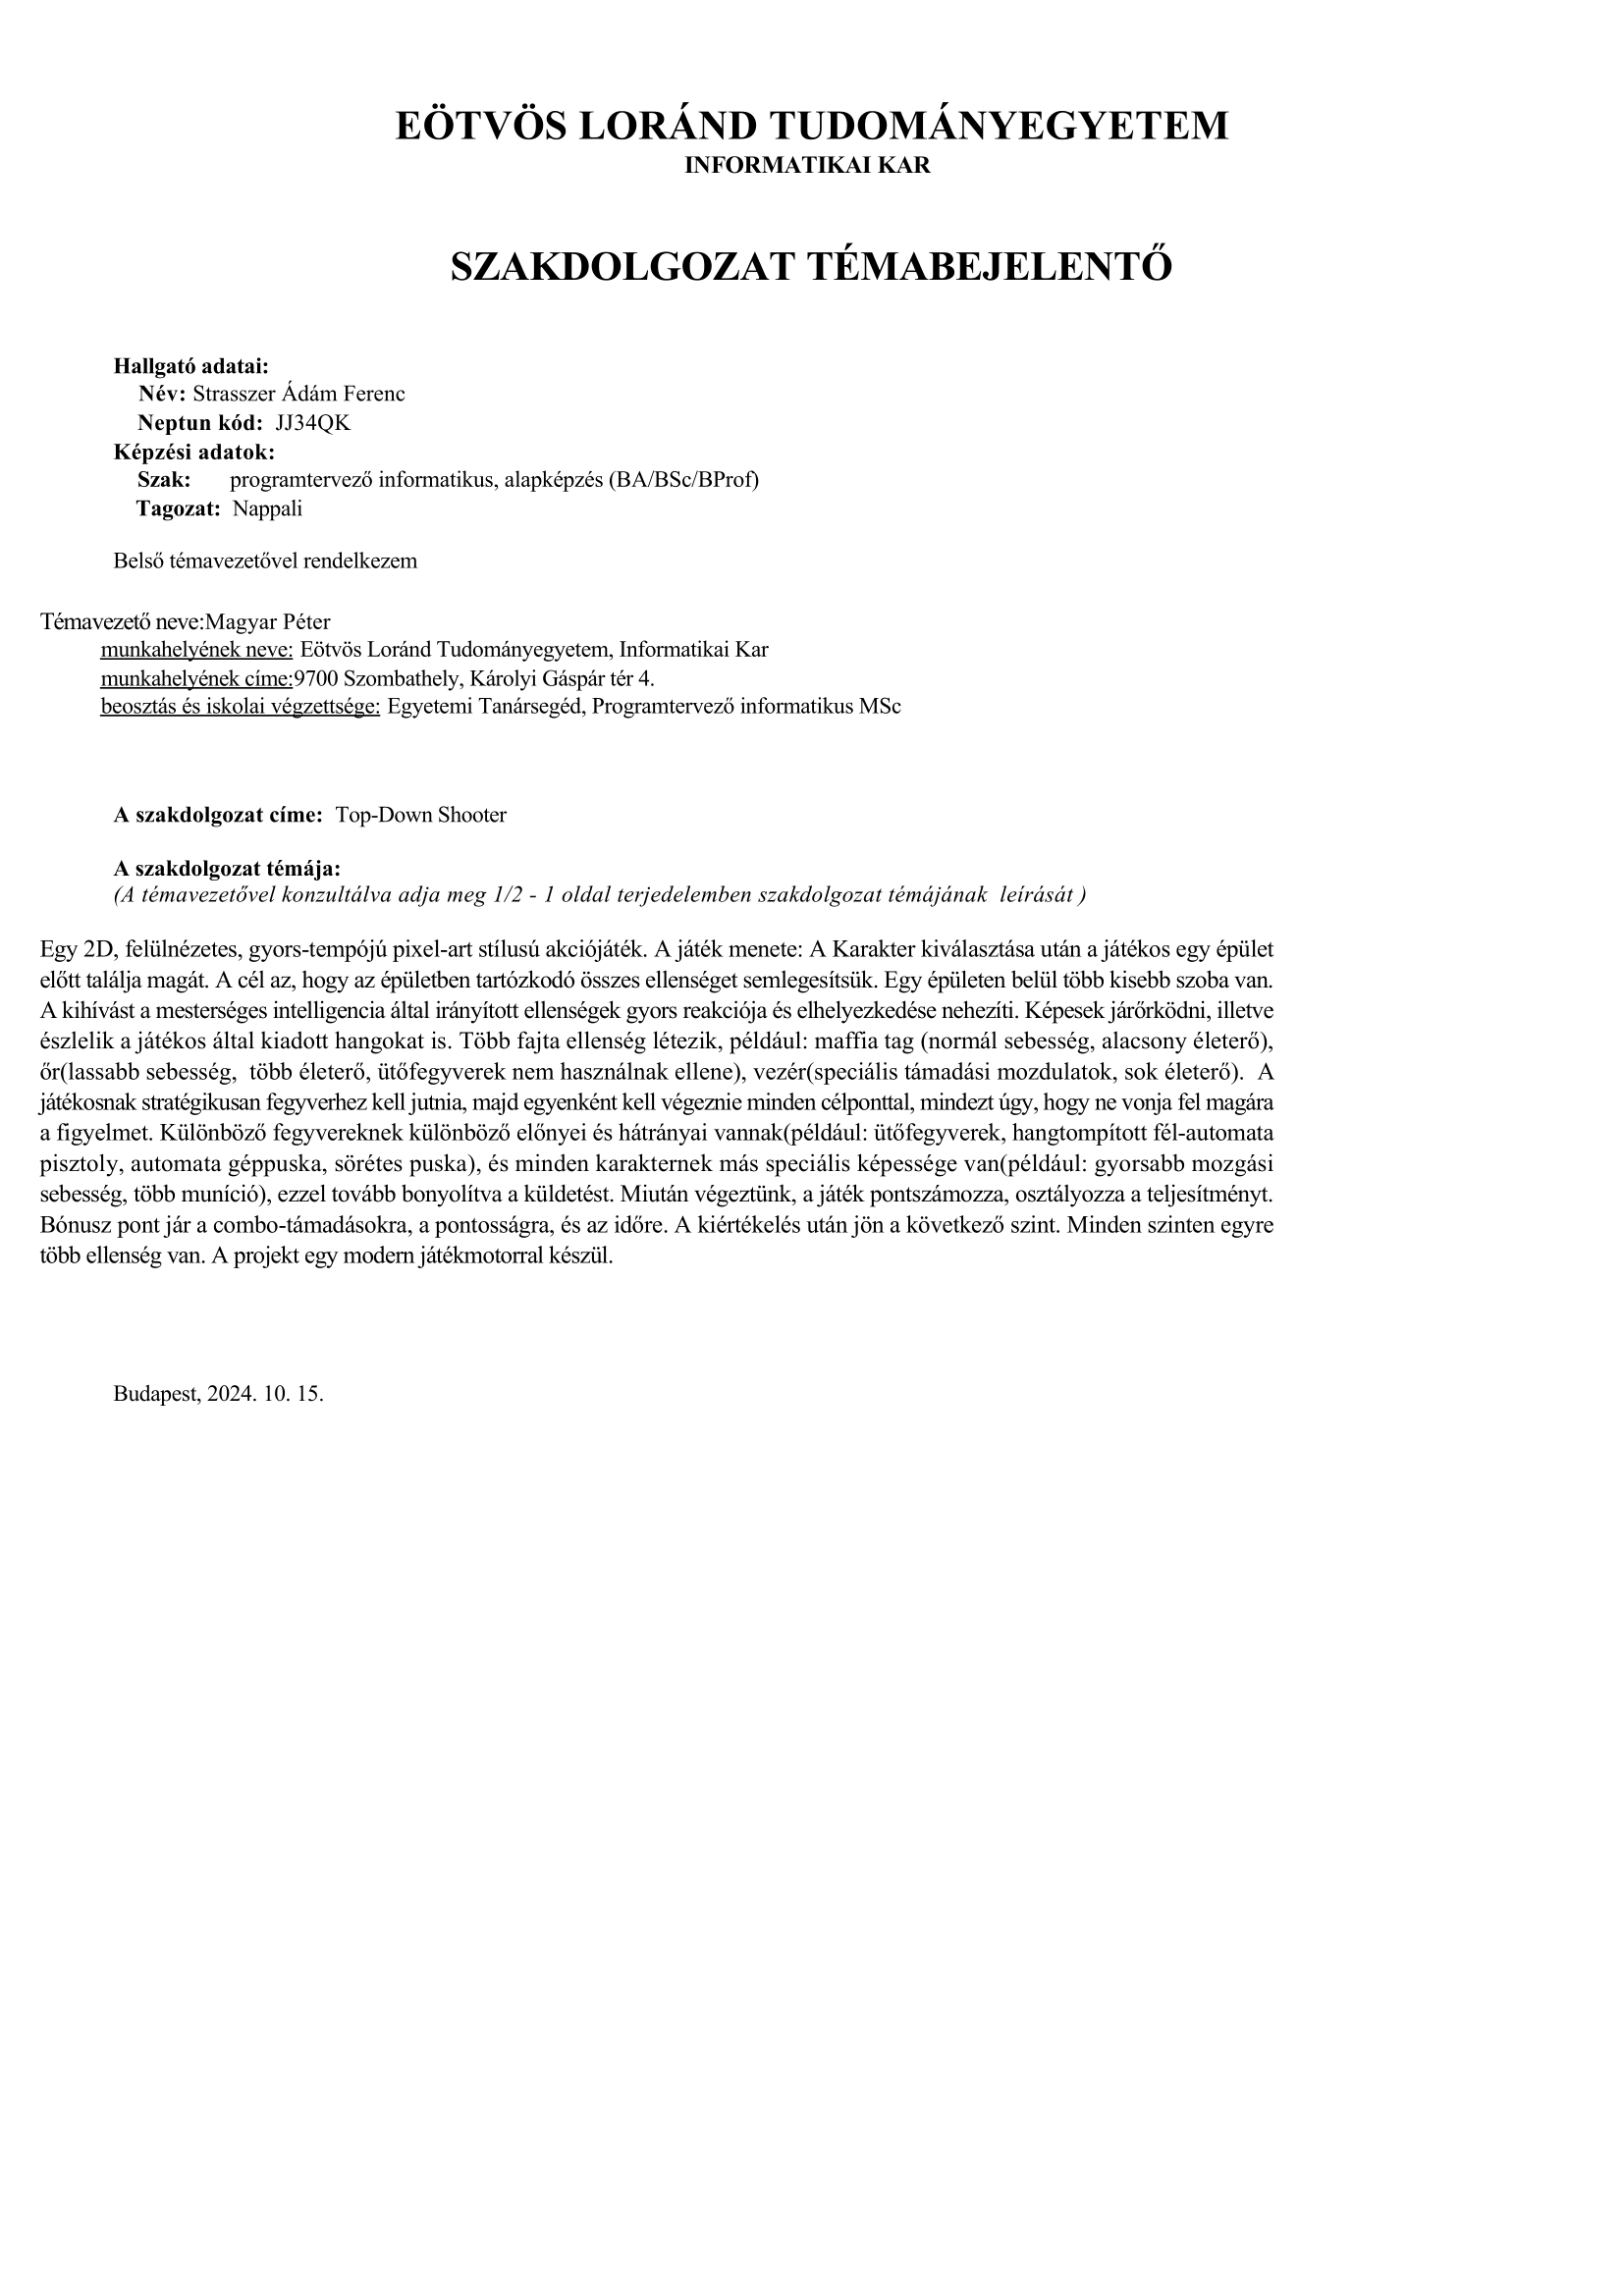 EÖTVÖS LORÁND TUDOMÁNYEGYETEM
INFORMATIKAI KAR
SZAKDOLGOZAT TÉMABEJELENTŐ
Hallgató adatai:
Név: Strasszer Ádám Ferenc
Neptun kód: JJ34QK
Képzési adatok:
Szak: programtervező informatikus, alapképzés (BA/BSc/BProf)
Tagozat: Nappali
Belső témavezetővel rendelkezem
Témavezető neve:Magyar Péter
munkahelyének neve: Eötvös Loránd Tudományegyetem, Informatikai Kar
munkahelyének címe:9700 Szombathely, Károlyi Gáspár tér 4.
beosztás és iskolai végzettsége: Egyetemi Tanársegéd, Programtervező informatikus MSc
A szakdolgozat címe: Top-Down Shooter
A szakdolgozat témája:
(A témavezetővel konzultálva adja meg 1/2 - 1 oldal terjedelemben szakdolgozat témájának leírását )
Egy 2D, felülnézetes, gyors-tempójú pixel-art stílusú akciójáték. A játék menete: A Karakter kiválasztása után a játékos egy épület
előtt találja magát. A cél az, hogy az épületben tartózkodó összes ellenséget semlegesítsük. Egy épületen belül több kisebb szoba van.
A kihívást a mesterséges intelligencia által irányított ellenségek gyors reakciója és elhelyezkedése nehezíti. Képesek járőrködni, illetve
észlelik a játékos által kiadott hangokat is. Több fajta ellenség létezik, például: maffia tag (normál sebesség, alacsony életerő),
őr(lassabb sebesség, több életerő, ütőfegyverek nem használnak ellene), vezér(speciális támadási mozdulatok, sok életerő). A
játékosnak stratégikusan fegyverhez kell jutnia, majd egyenként kell végeznie minden célponttal, mindezt úgy, hogy ne vonja fel magára
a figyelmet. Különböző fegyvereknek különböző előnyei és hátrányai vannak(például: ütőfegyverek, hangtompított fél-automata
pisztoly, automata géppuska, sörétes puska), és minden karakternek más speciális képessége van(például: gyorsabb mozgási
sebesség, több muníció), ezzel tovább bonyolítva a küldetést. Miután végeztünk, a játék pontszámozza, osztályozza a teljesítményt.
Bónusz pont jár a combo-támadásokra, a pontosságra, és az időre. A kiértékelés után jön a következő szint. Minden szinten egyre
több ellenség van. A projekt egy modern játékmotorral készül.
Budapest, 2024. 10. 15.